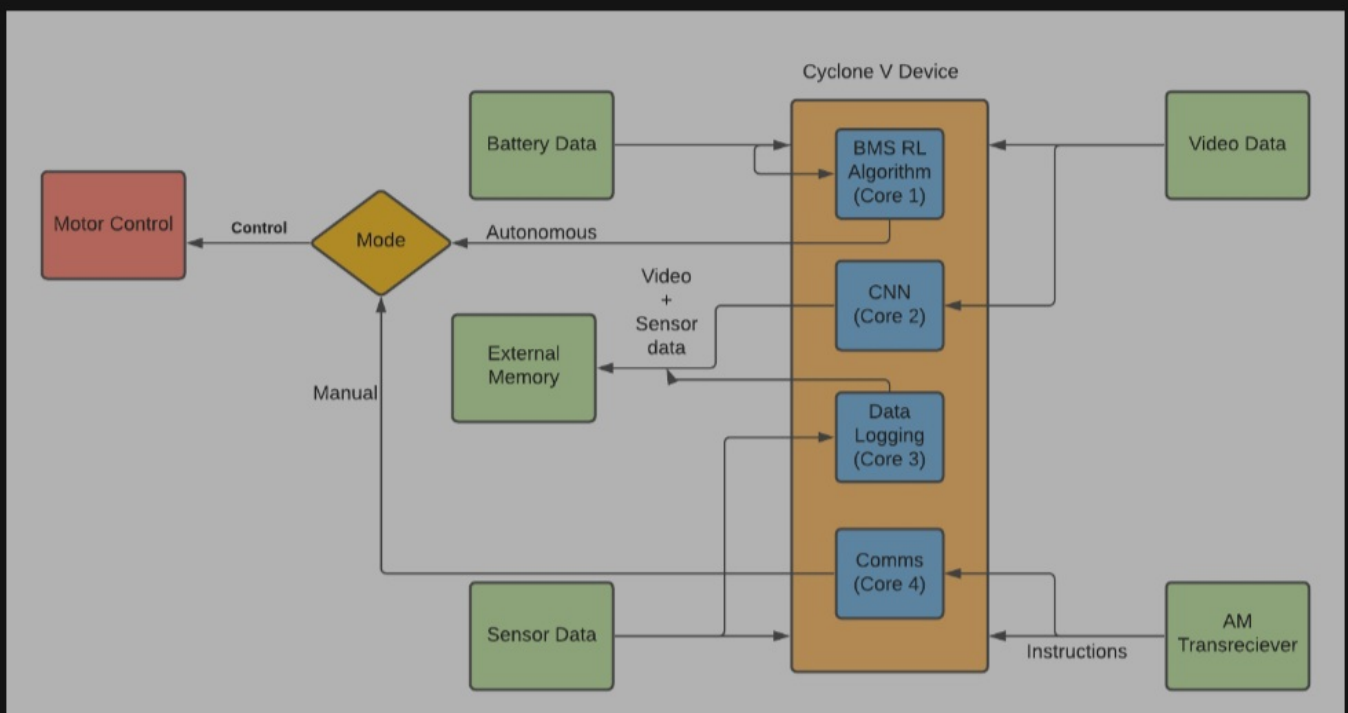 Cyclone V Device
Battery Data
BMS RL
Algorithm
(Core 1)
Video Data
Motor Control
Control
Mode
Autonomous
Video
+
Sensor
data
CNN
(Core 2)
External
Memory
Manual
Data
Logging
(Core 3)
Comms
(Core 4)
Sensor Data
Instructions
AM
Transreciever